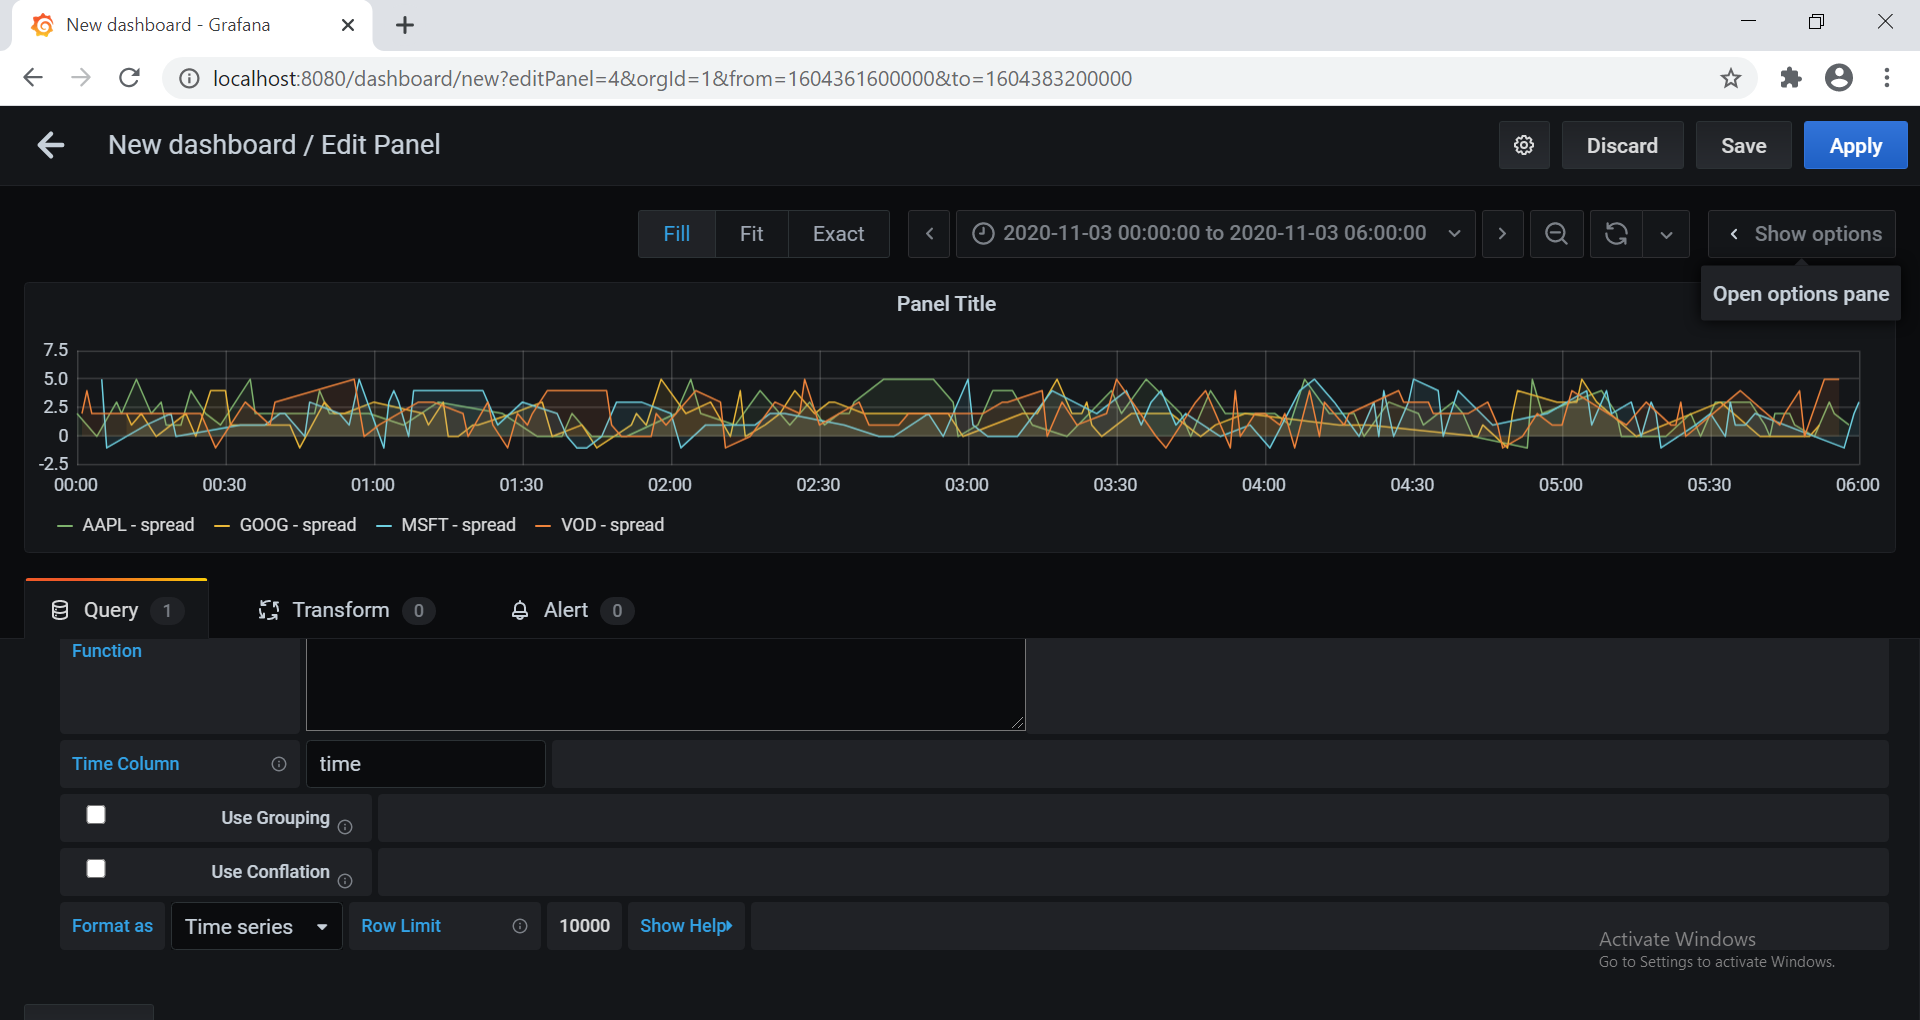 New dashboard - Grafana
localhost:8080/dashboard/new?editPanel=4&orgId=1&from=1604361600000&to=1604383200000
New dashboard / Edit Panel
Discard
Save
Apply
Fill
Fit
Exact
2020-11-03 00:00:00 to 2020-11-03 06:00:00
Show options
Open options pane
Panel Title
7.5
5.0
2.5
0
-2.5
00:00 00:30 01:00 01:30 02:00 02:30 03:00 03:30 04:00 04:30 05:00 05:30 06:00
AAPL - spread GOOG - spread MSFT - spread VOD - spread
Query 1
Transform 0
Alert 0
Function
Time Column
time
Use Grouping
Use Conflation
Format as
Time series
Row Limit
10000
Show Help
Activate Windows
Go to Settings to activate Windows.